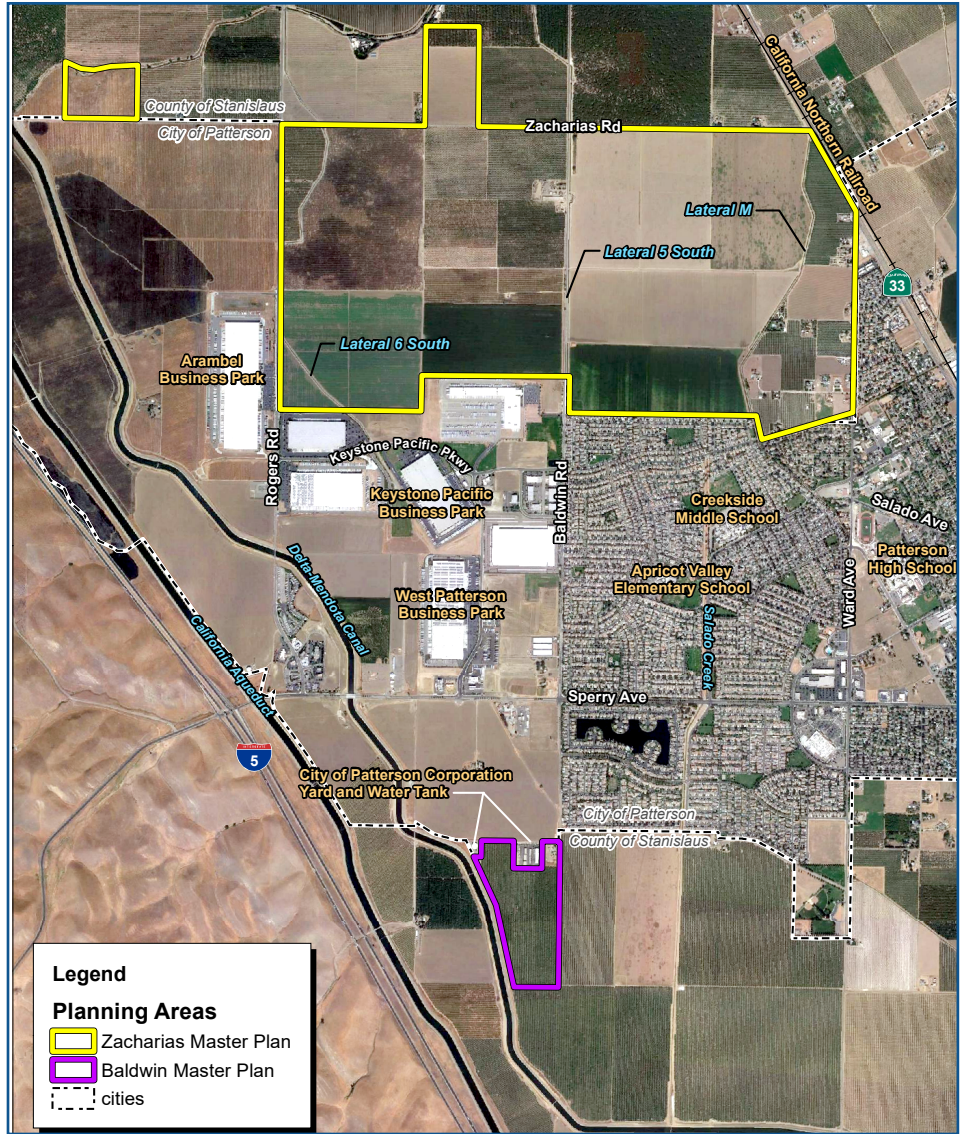 California Northern Railroad
County of Stanislaus
City of Patterson
Zacharias Rd
Lateral M
Lateral 5 South
33
Lateral 6 South
Arambel
Business Park
Rogers Rd
Keystone Pacific Pkwy
Keystone Pacific
Business Park
Baldwin Rd
Creekside
Middle School
Salado Ave
Patterson
High School
Ward Ave
Apricot Valley
Elementary School
Salado Creek
Delta-Mendota Canal
West Patterson
Business Park
California Aqueduct
Sperry Ave
5
City of Patterson Corporation
Yard and Water Tank
City of Patterson
County of Stanislaus
Legend
Planning Areas
Zacharias Master Plan
Baldwin Master Plan
cities